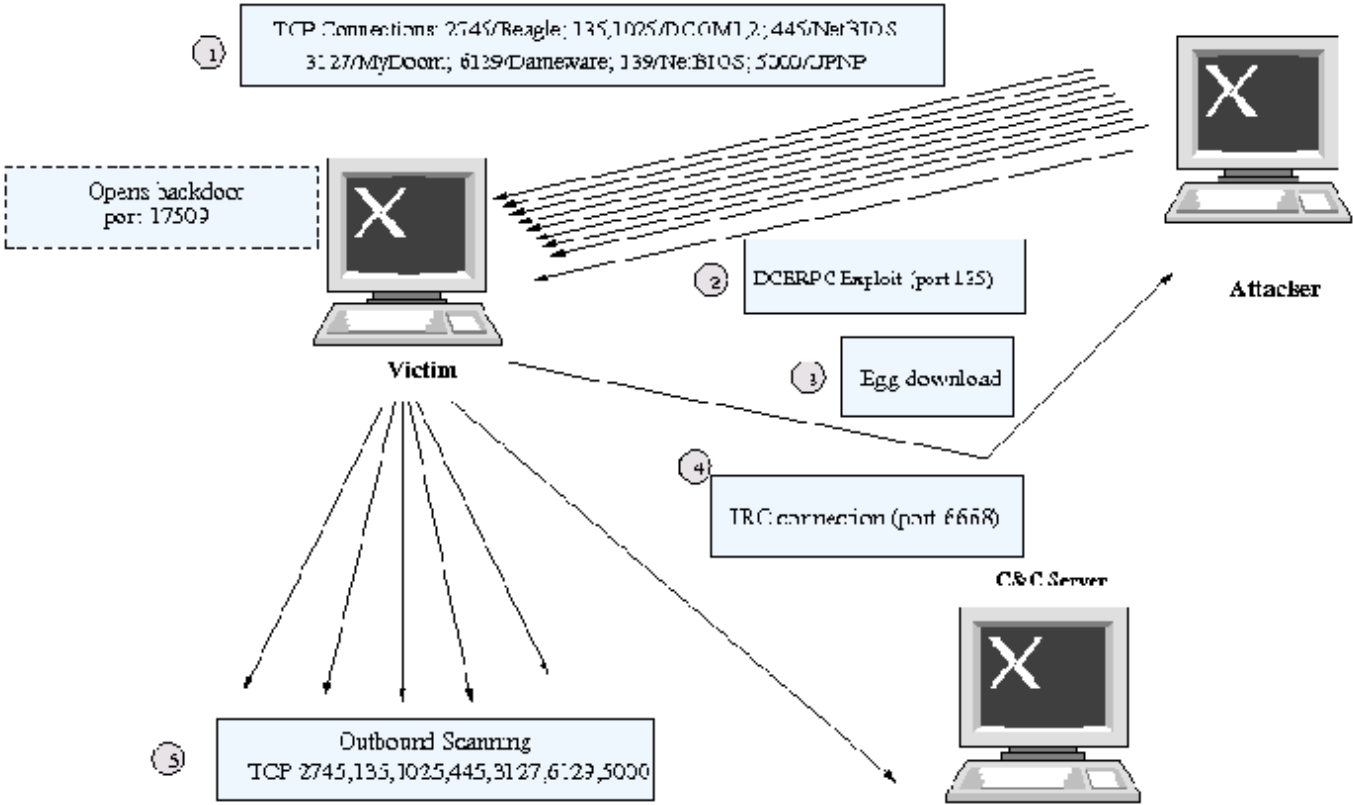 1
TCP Connections: 2745/Beagle; 135,1025/DCOM1,2; 445/NetBIOS
3127/MyDoom; 6129/Dameware; 139/NetBIOS; 5000/UPNP
Opens backdoor
port 17509
X
X
2
DCERPC Exploit (port 135)
Attacker
Victim
3
Egg download
4
IRC connection (port 6668)
C&C Server
X
5
Outbound Scanning
TCP 2745,135,1025,445,3127,6129,5000